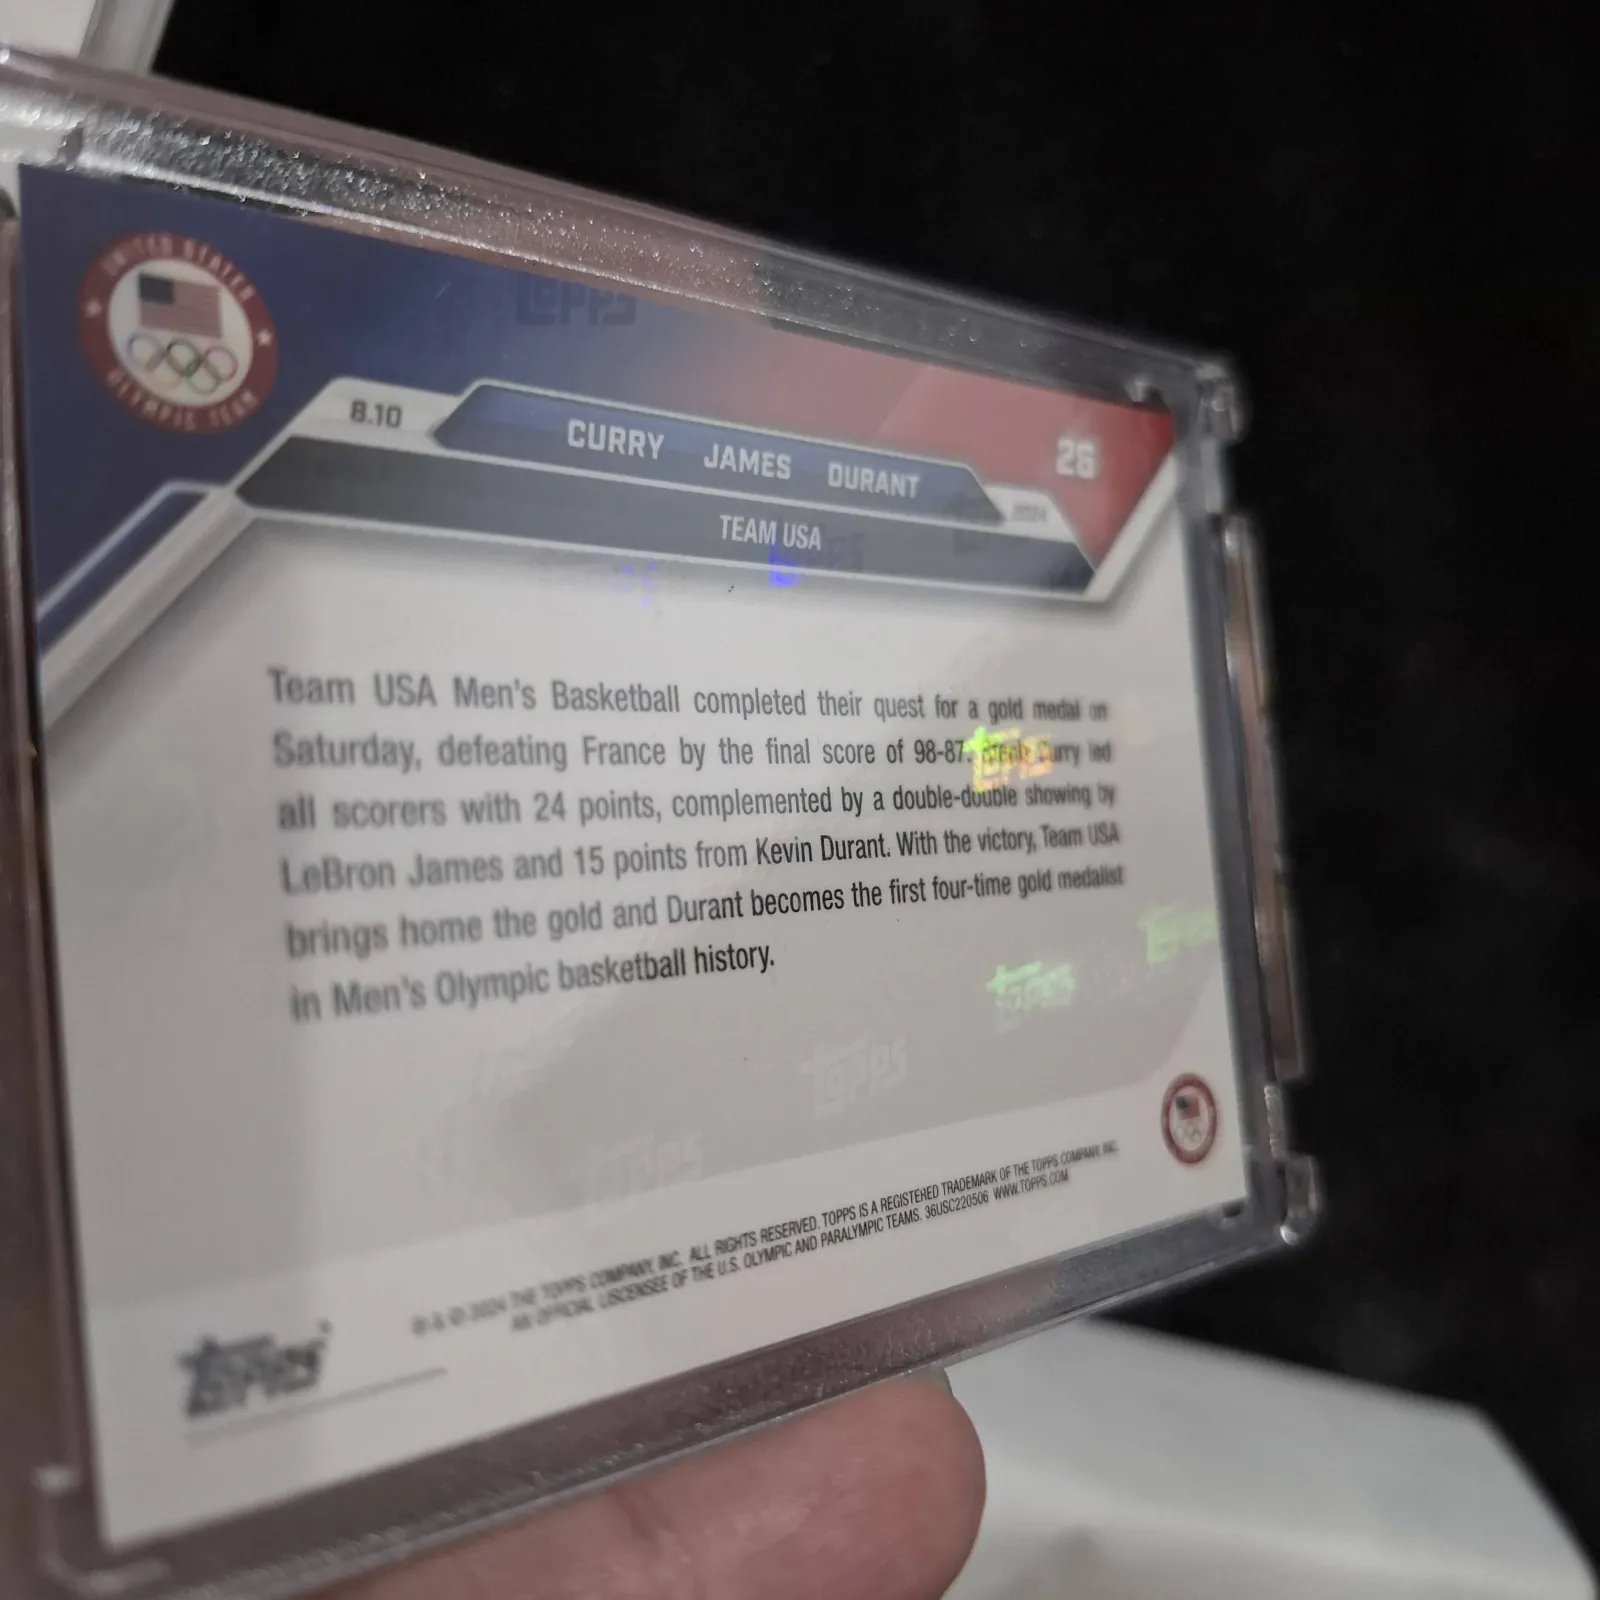 UNITED STATES
OLYMPIC TEAM
TOPPS
8.10
CURRY JAMES DURANT
26
2024
TEAM USA
Team USA Men's Basketball completed their quest for a gold medal on
Saturday, defeating France by the final score of 98-87. Steph Curry led
all scorers with 24 points, complemented by a double-double showing by
LeBron James and 15 points from Kevin Durant. With the victory, Team USA
brings home the gold and Durant becomes the first four-time gold medalist
in Men's Olympic basketball history.
topps
topps
topps
topps
topps
® & © 2024 THE TOPPS COMPANY, INC. ALL RIGHTS RESERVED. TOPPS IS A REGISTERED TRADEMARK OF THE TOPPS COMPANY, INC.
AN OFFICIAL LISCENSEE OF THE U.S. OLYMPIC AND PARALYMPIC TEAMS. 36USC220506 WWW.TOPPS.COM
topps